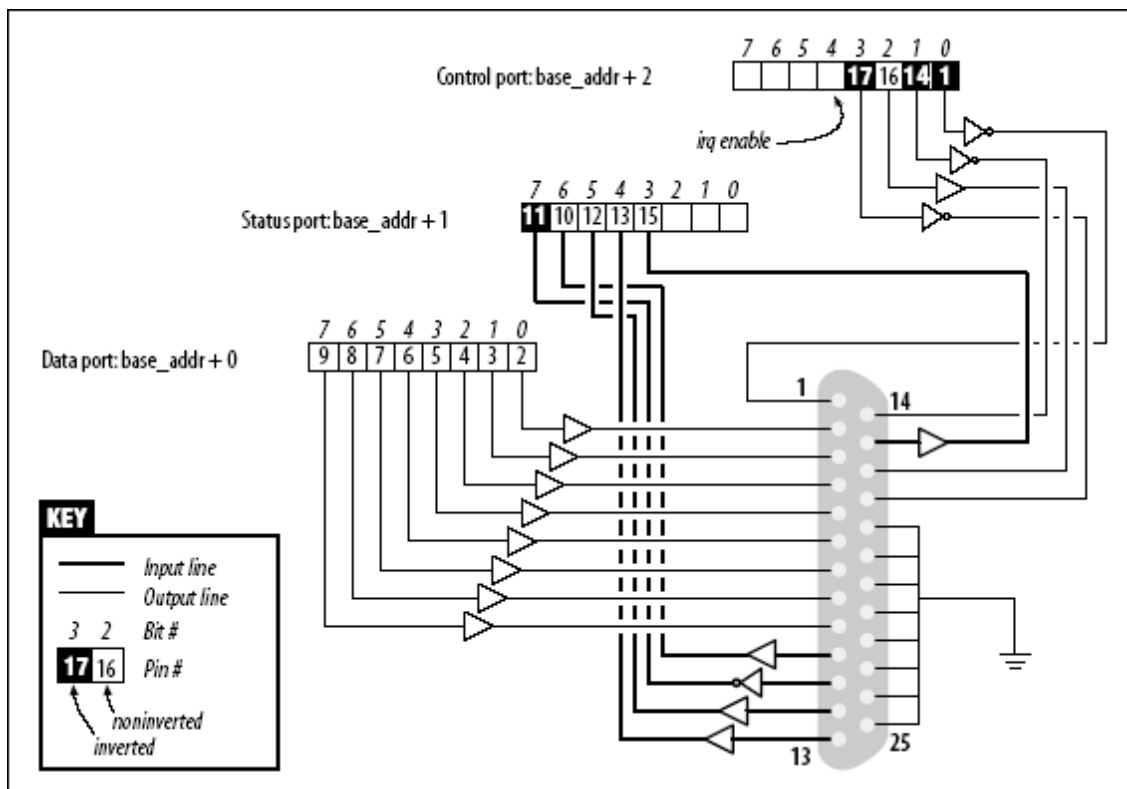 7 6 5 4 3 2 1 0
Control port: base_addr + 2
17 16 14 1
irq enable
7 6 5 4 3 2 1 0
Status port: base_addr + 1
11 10 12 13 15
7 6 5 4 3 2 1 0
Data port: base_addr + 0
9 8 7 6 5 4 3 2
1
14
KEY
Input line
Output line
3 2 Bit #
17 16 Pin #
noninverted
inverted
13
25